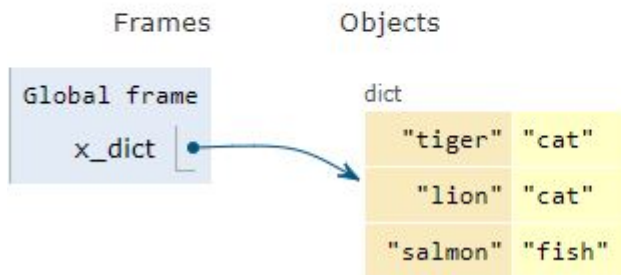 Frames Objects
Global frame
x_dict
dict
"tiger" "cat"
"lion" "cat"
"salmon" "fish"